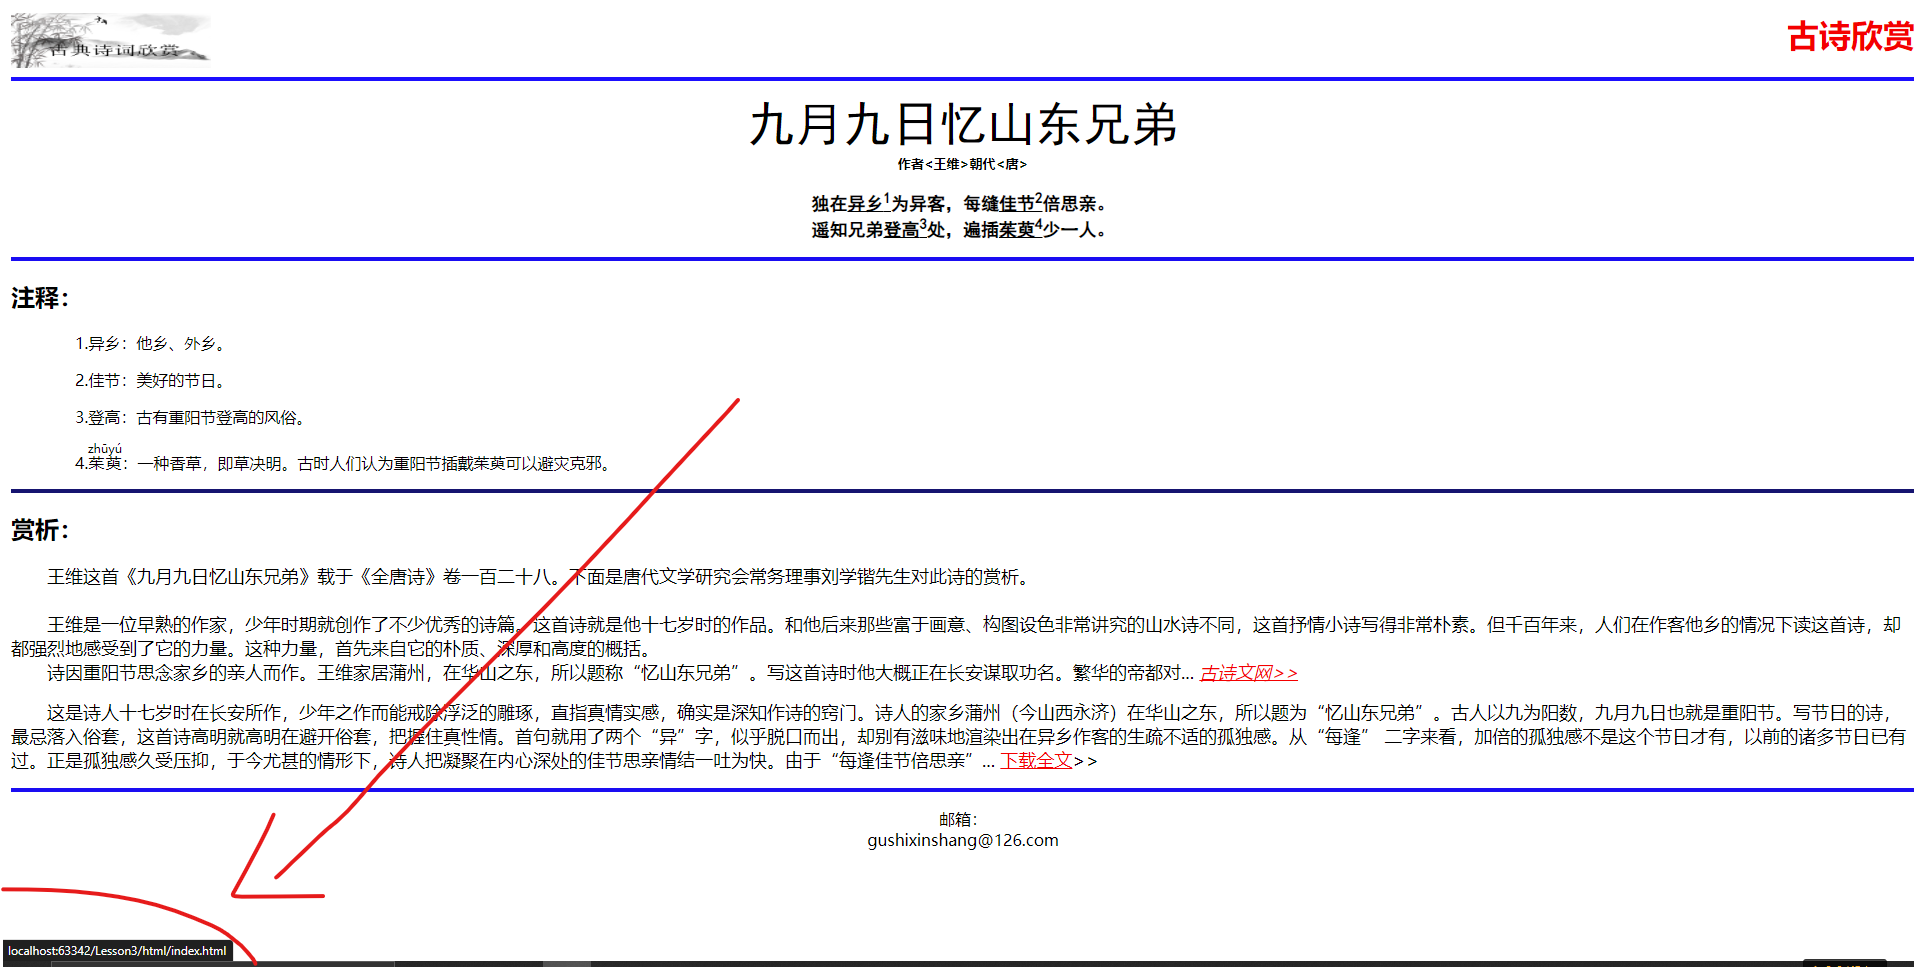 古典诗词欣赏
古诗欣赏
九月九日忆山东兄弟
作者<王维>朝代<唐>
独在异乡1为异客，每缝佳节2倍思亲。
遥知兄弟登高3处，遍插茱萸4少一人。
注释：
1.异乡：他乡、外乡。
2.佳节：美好的节日。
3.登高：古有重阳节登高的风俗。
zhūyú
4.茱萸：一种香草，即草决明。古时人们认为重阳节插戴茱萸可以避灾克邪。
赏析：
王维这首《九月九日忆山东兄弟》载于《全唐诗》卷一百二十八。下面是唐代文学研究会常务理事刘学锴先生对此诗的赏析。
王维是一位早熟的作家，少年时期就创作了不少优秀的诗篇。这首诗就是他十七岁时的作品。和他后来那些富于画意、构图设色非常讲究的山水诗不同，这首抒情小诗写得非常朴素。但千百年来，人们在作客他乡的情况下读这首诗，却
都强烈地感受到了它的力量。这种力量，首先来自它的朴质、深厚和高度的概括。
诗因重阳节思念家乡的亲人而作。王维家居蒲州，在华山之东，所以题称“忆山东兄弟”。写这首诗时他大概正在长安谋取功名。繁华的帝都对... 古诗文网>>
这是诗人十七岁时在长安所作，少年之作而能戒除浮泛的雕琢，直指真情实感，确实是深知作诗的窍门。诗人的家乡蒲州（今山西永济）在华山之东，所以题为“忆山东兄弟”。古人以九为阳数，九月九日也就是重阳节。写节日的诗，
最忌落入俗套，这首诗高明就高明在避开俗套，把握住真性情。首句就用了两个“异”字，似乎脱口而出，却别有滋味地渲染出在异乡作客的生疏不适的孤独感。从“每逢” 二字来看，加倍的孤独感不是这个节日才有，以前的诸多节日已有
过。正是孤独感久受压抑，于今尤甚的情形下，诗人把凝聚在内心深处的佳节思亲情结一吐为快。由于“每逢佳节倍思亲”... 下载全文>>
邮箱：
gushixinshang@126.com
localhost:63342/Lesson3/html/index.html